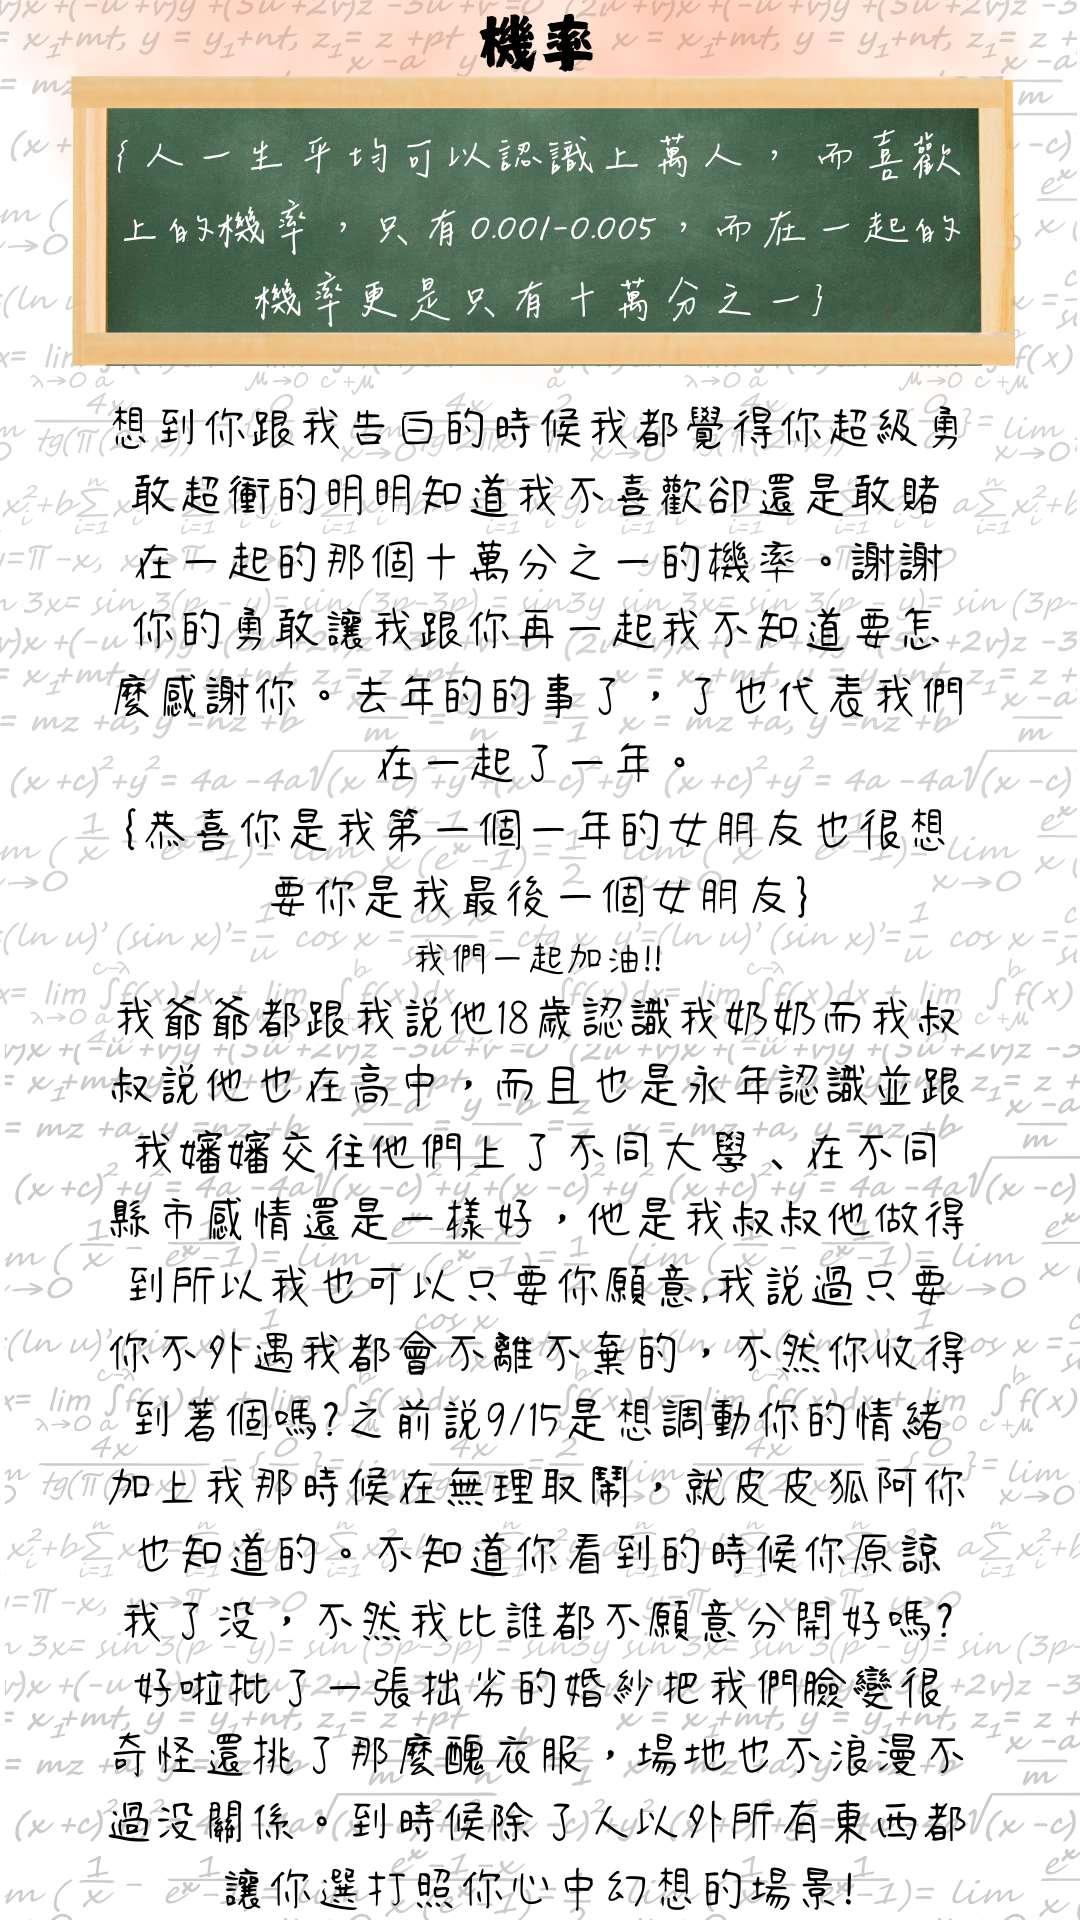 機率
{人一生平均可以認識上萬人，而喜歡
上的機率，只有0.001-0.005，而在一起的
機率更是只有十萬分之一}
想到你跟我告白的時候我都覺得你超級勇
敢超衝的明明知道我不喜歡卻還是敢賭
在一起的那個十萬分之一的機率。謝謝
你的勇敢讓我跟你再一起我不知道要怎
麼感謝你。去年的的事了，了也代表我們
在一起了一年。
{恭喜你是我第一個一年的女朋友也很想
要你是我最後一個女朋友}
我們一起加油!!
我爺爺都跟我說他18歲認識我奶奶而我叔
叔說他也在高中，而且也是永年認識並跟
我嬸嬸交往他們上了不同大學、在不同
縣市感情還是一樣好，他是我叔叔他做得
到所以我也可以只要你願意,我說過只要
你不外遇我都會不離不棄的，不然你收得
到著個嗎?之前說9/15是想調動你的情緒
加上我那時候在無理取鬧，就皮皮狐阿你
也知道的。不知道你看到的時候你原諒
我了没，不然我比誰都不願意分開好嗎?
好啦批了一張拙劣的婚紗把我們臉變很
奇怪還挑了那麼醜衣服，場地也不浪漫不
過没關係。到時候除了人以外所有東西都
讓你選打照你心中幻想的場景!